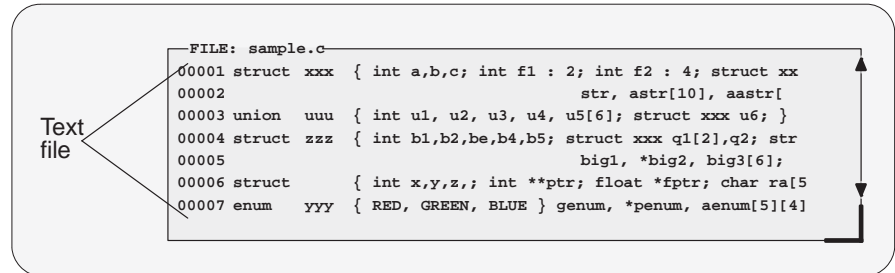 FILE: sample.c
00001 struct xxx { int a,b,c; int f1 : 2; int f2 : 4; struct xx
00002 str, astr[10], aastr[
00003 union uuu { int u1, u2, u3, u4, u5[6]; struct xxx u6; }
00004 struct zzz { int b1,b2,be,b4,b5; struct xxx q1[2],q2; str
00005 big1, *big2, big3[6];
00006 struct { int x,y,z,; int **ptr; float *fptr; char ra[5
00007 enum yyy { RED, GREEN, BLUE } genum, *penum, aenum[5][4]
Text
file